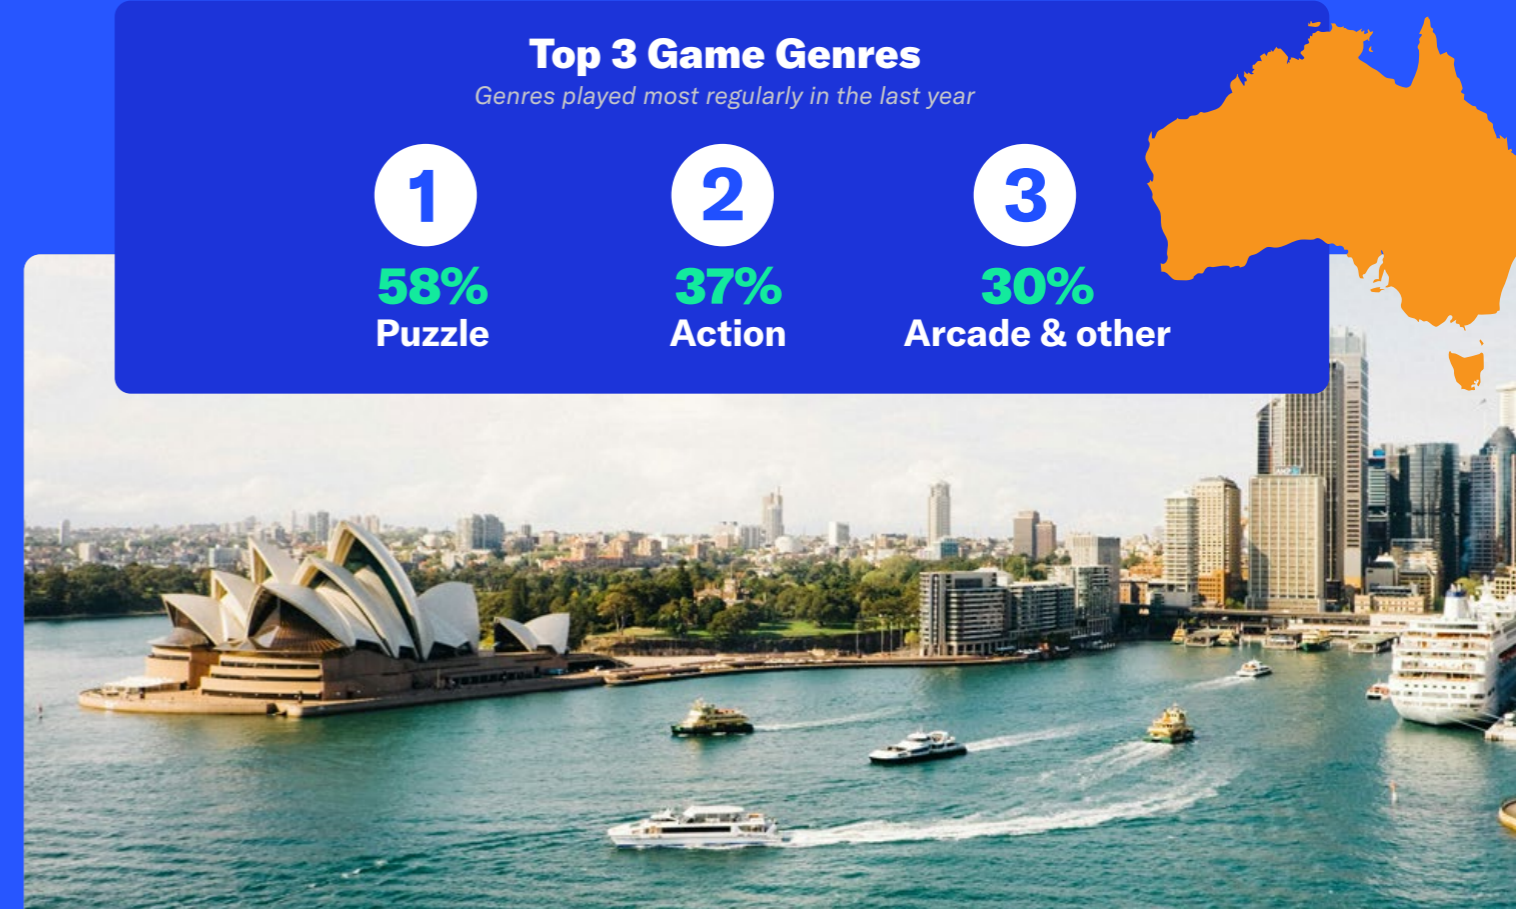 Top 3 Game Genres
Genres played most regularly in the last year
1 2 3
58% 37% 30%
Puzzle Action Arcade & other